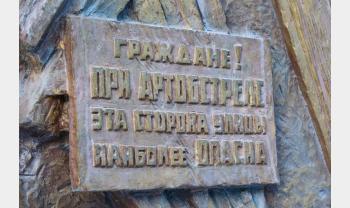 ГРАЖДАНЕ!
ПРИ АРТОБСТРЕЛЕ
ЭТА СТОРОНА УЛИЦЫ
НАИБОЛЕЕ ОПАСНА